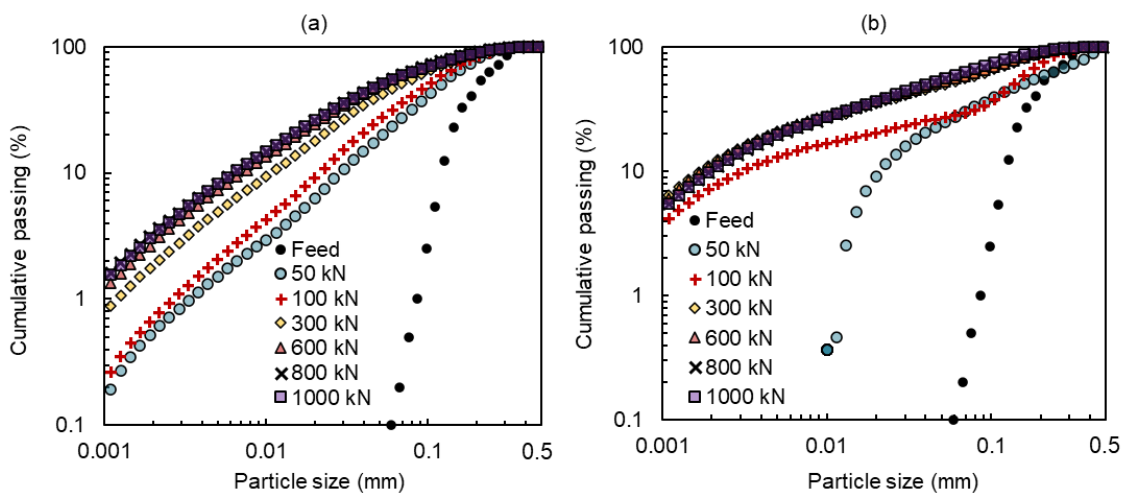 (a)
100
10
1
0.1
Cumulative passing (%)
Feed
50 kN
100 kN
300 kN
600 kN
800 kN
1000 kN
0.001
0.01
0.1
0.5
Particle size (mm)
(b)
100
10
1
0.1
Cumulative passing (%)
Feed
50 kN
100 kN
300 kN
600 kN
800 kN
1000 kN
0.001
0.01
0.1
0.5
Particle size (mm)